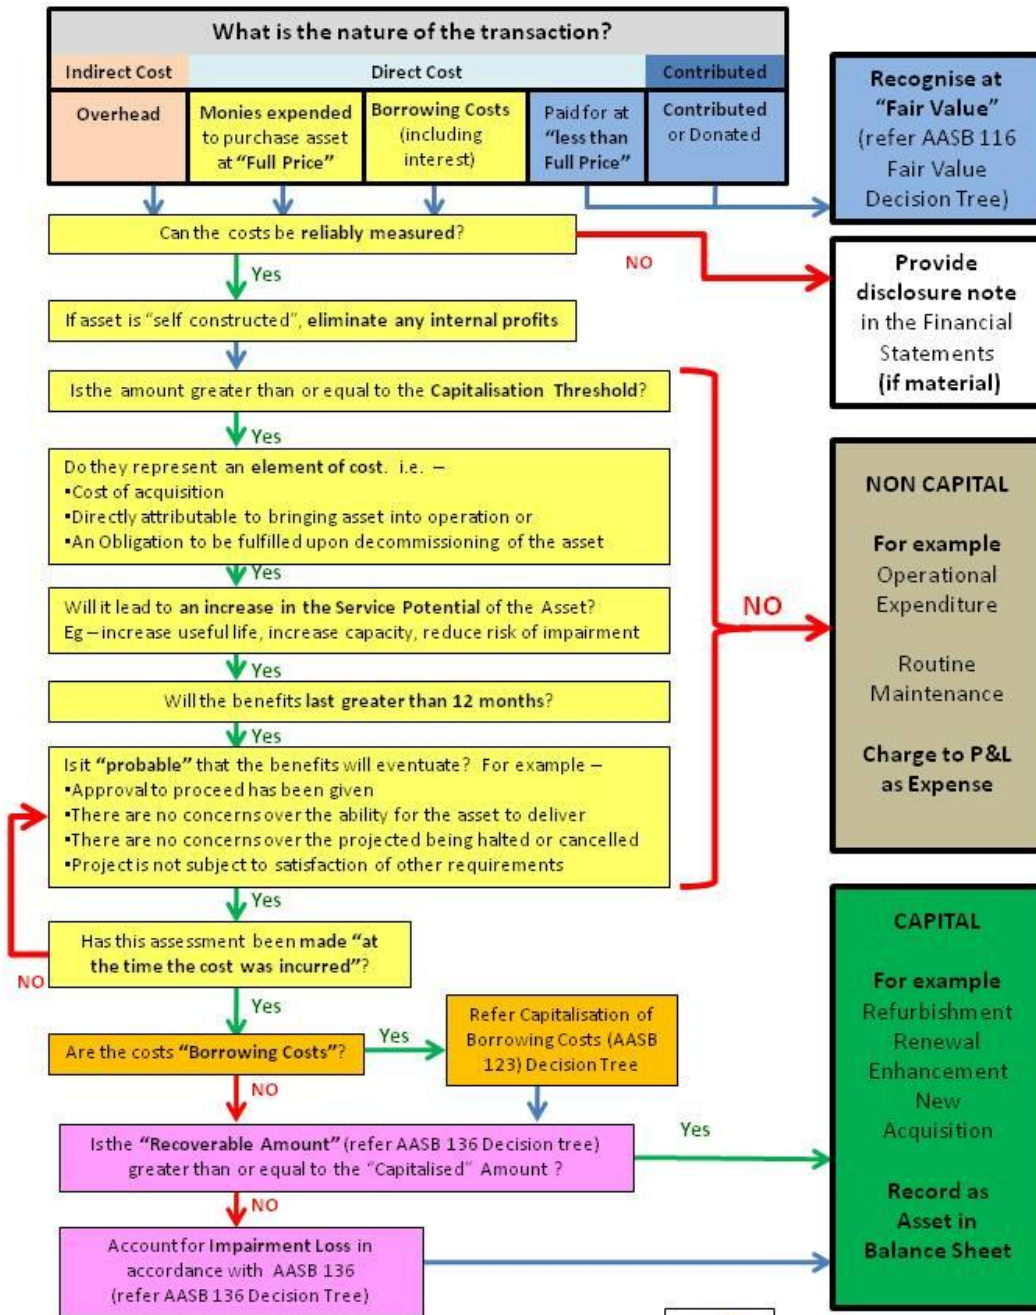 What is the nature of the transaction?
Indirect Cost
Direct Cost
Contributed
Overhead
Monies expended
to purchase asset
at "Full Price"
Borrowing Costs
(including
interest)
Paid for at
"less than
Full Price"
Contributed
or Donated
Recognise at
"Fair Value"
(refer AASB 116
Fair Value
Decision Tree)
Can the costs be reliably measured?
NO
Yes
Provide
disclosure note
in the Financial
Statements
(if material)
If asset is "self constructed", eliminate any internal profits
Is the amount greater than or equal to the Capitalisation Threshold?
Yes
Do they represent an element of cost. i.e. –
▪Cost of acquisition
▪Directly attributable to bringing asset into operation or
▪An Obligation to be fulfilled upon decommissioning of the asset
Yes
Will it lead to an increase in the Service Potential of the Asset?
Eg – increase useful life, increase capacity, reduce risk of impairment
Yes
Will the benefits last greater than 12 months?
Yes
Is it "probable" that the benefits will eventuate? For example –
▪Approval to proceed has been given
▪There are no concerns over the ability for the asset to deliver
▪There are no concerns over the projected being halted or cancelled
▪Project is not subject to satisfaction of other requirements
NO
NON CAPITAL
For example
Operational
Expenditure
Routine
Maintenance
Charge to P&L
as Expense
Yes
Has this assessment been made "at
the time the cost was incurred"?
NO
Yes
Are the costs "Borrowing Costs"?
Yes
Refer Capitalisation of
Borrowing Costs (AASB
123) Decision Tree
NO
Is the "Recoverable Amount" (refer AASB 136 Decision tree)
greater than or equal to the "Capitalised" Amount ?
Yes
NO
Account for Impairment Loss in
accordance with AASB 136
(refer AASB 136 Decision Tree)
CAPITAL
For example
Refurbishment
Renewal
Enhancement
New
Acquisition
Record as
Asset in
Balance Sheet